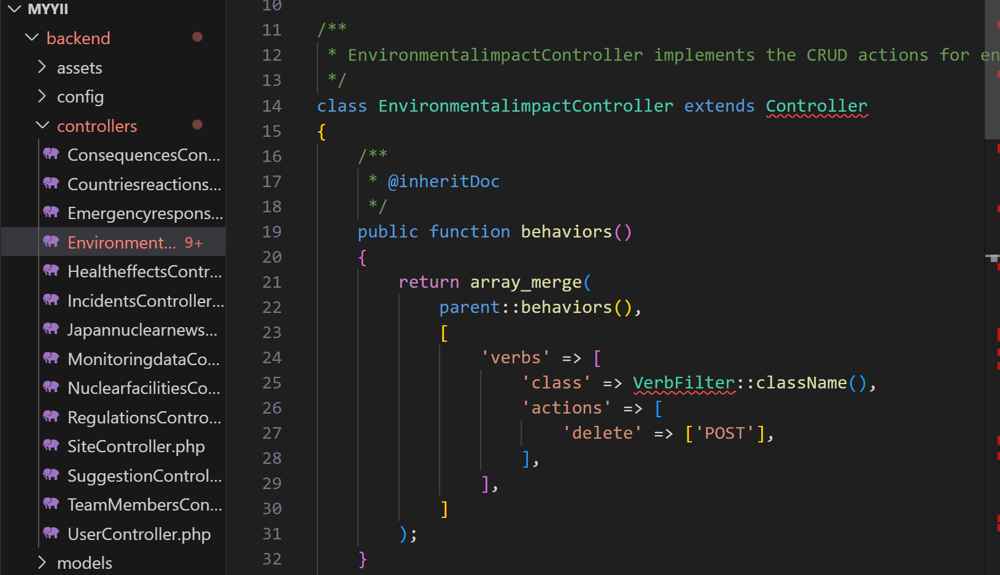 MYYII
backend
assets
config
controllers
ConsequencesCon...
Countriesreactions...
Emergencyrespons...
Environment... 9+
HealtheffectsContr...
IncidentsController...
Japannuclearnews...
MonitoringdataCo...
NuclearfacilitiesCo...
RegulationsContro...
SiteController.php
SuggestionControl...
TeamMembersCon...
UserController.php
models
10
11 /**
12 * EnvironmentalimpactController implements the CRUD actions for en
13 */
14 class EnvironmentalimpactController extends Controller
15 {
16 /**
17 * @inheritDoc
18 */
19 public function behaviors()
20 {
21 return array_merge(
22 parent::behaviors(),
23 [
24 'verbs' => [
25 'class' => VerbFilter::className(),
26 'actions' => [
27 'delete' => ['POST'],
28 ],
29 ],
30 ]
31 );
32 }